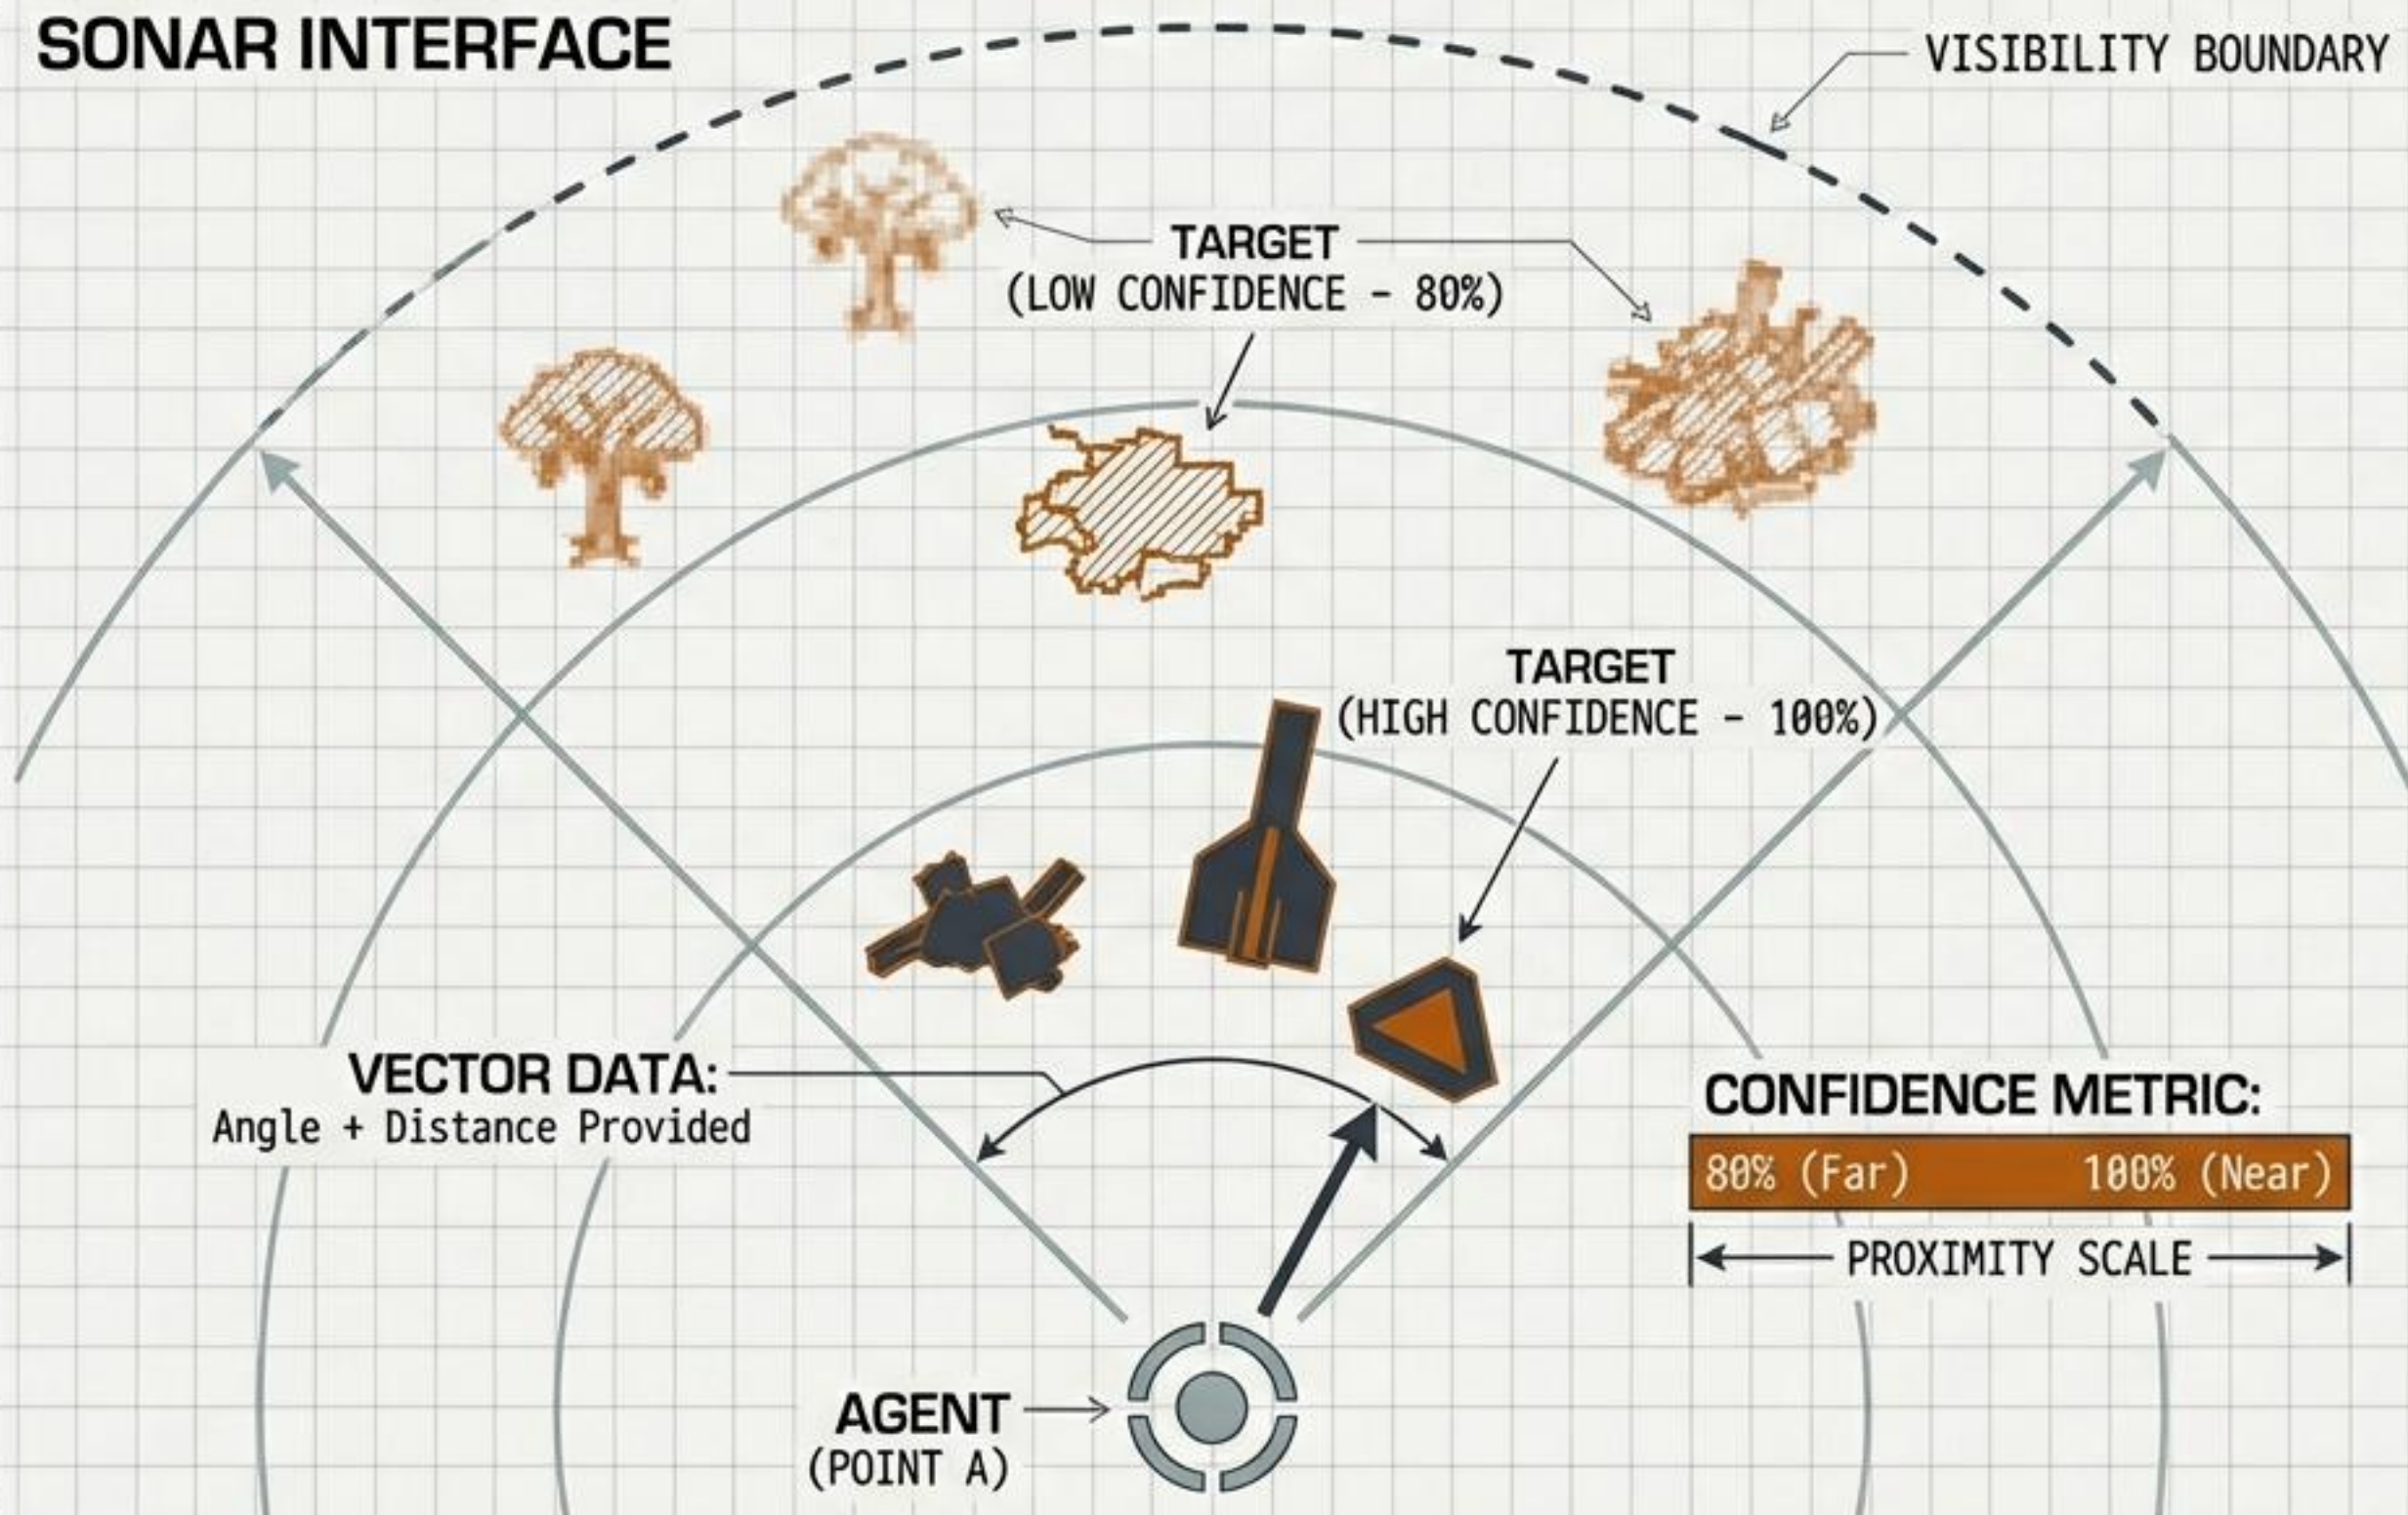 SONAR INTERFACE
VISIBILITY BOUNDARY
TARGET
(LOW CONFIDENCE – 80%)
TARGET
(HIGH CONFIDENCE – 100%)
VECTOR DATA:
Angle + Distance Provided
CONFIDENCE METRIC:
80% (Far) 100% (Near)
PROXIMITY SCALE
AGENT
(POINT A)